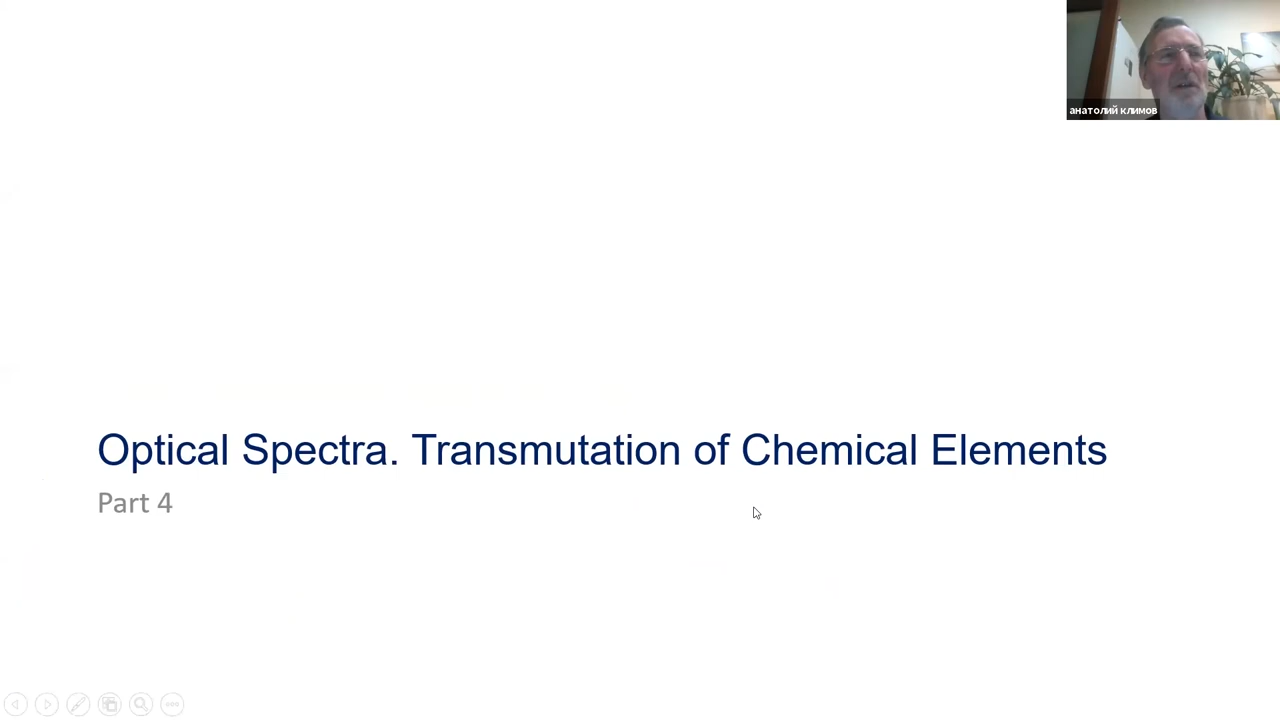 анатолий климов
Optical Spectra. Transmutation of Chemical Elements
Part 4